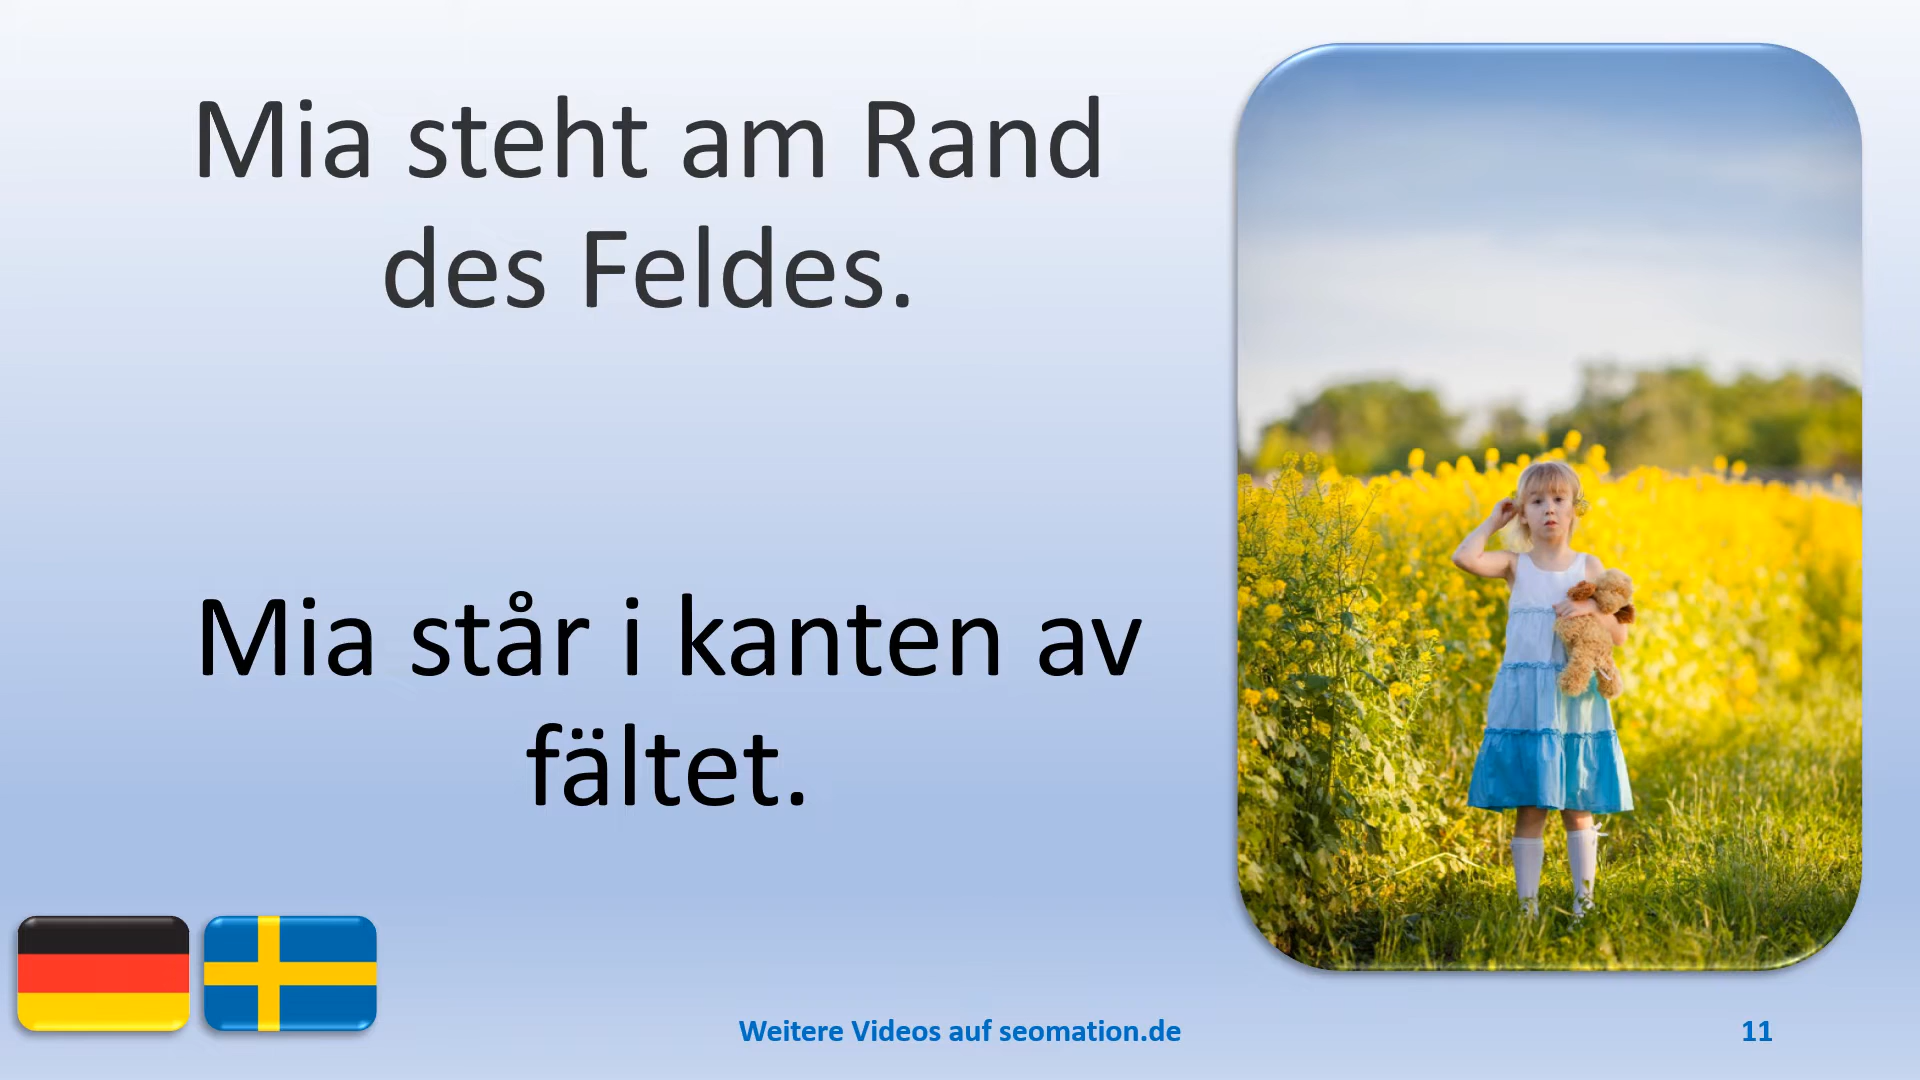 Mia steht am Rand
des Feldes.
Mia står i kanten av
fältet.
Weitere Videos auf seomation.de
11